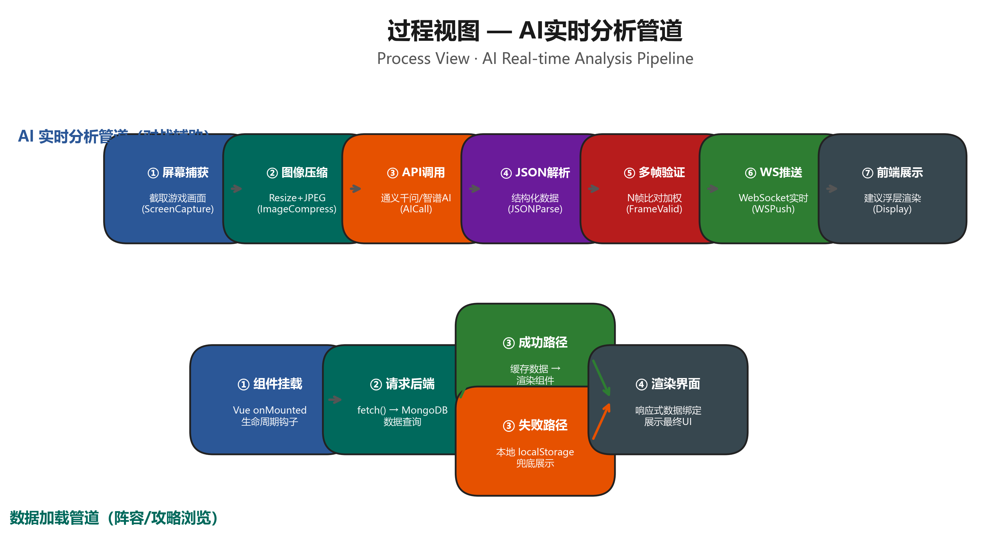 过程视图 — AI实时分析管道
Process View · AI Real-time Analysis Pipeline
AI 实时分析管道（对战辅助）
① 屏幕捕获
截取游戏画面
(ScreenCapture)
② 图像压缩
Resize+JPEG
(ImageCompress)
③ API调用
通义千问/智谱AI
(AICall)
④ JSON解析
结构化数据
(JSONParse)
⑤ 多帧验证
N帧比对加权
(FrameValid)
⑥ WS推送
WebSocket实时
(WSPush)
⑦ 前端展示
建议浮层渲染
(Display)
① 组件挂载
Vue onMounted
生命周期钩子
② 请求后端
fetch() → MongoDB
数据查询
③ 成功路径
缓存数据 →
渲染组件
③ 失败路径
本地 localStorage
兜底展示
④ 渲染界面
响应式数据绑定
展示最终UI
数据加载管道（阵容/攻略浏览）